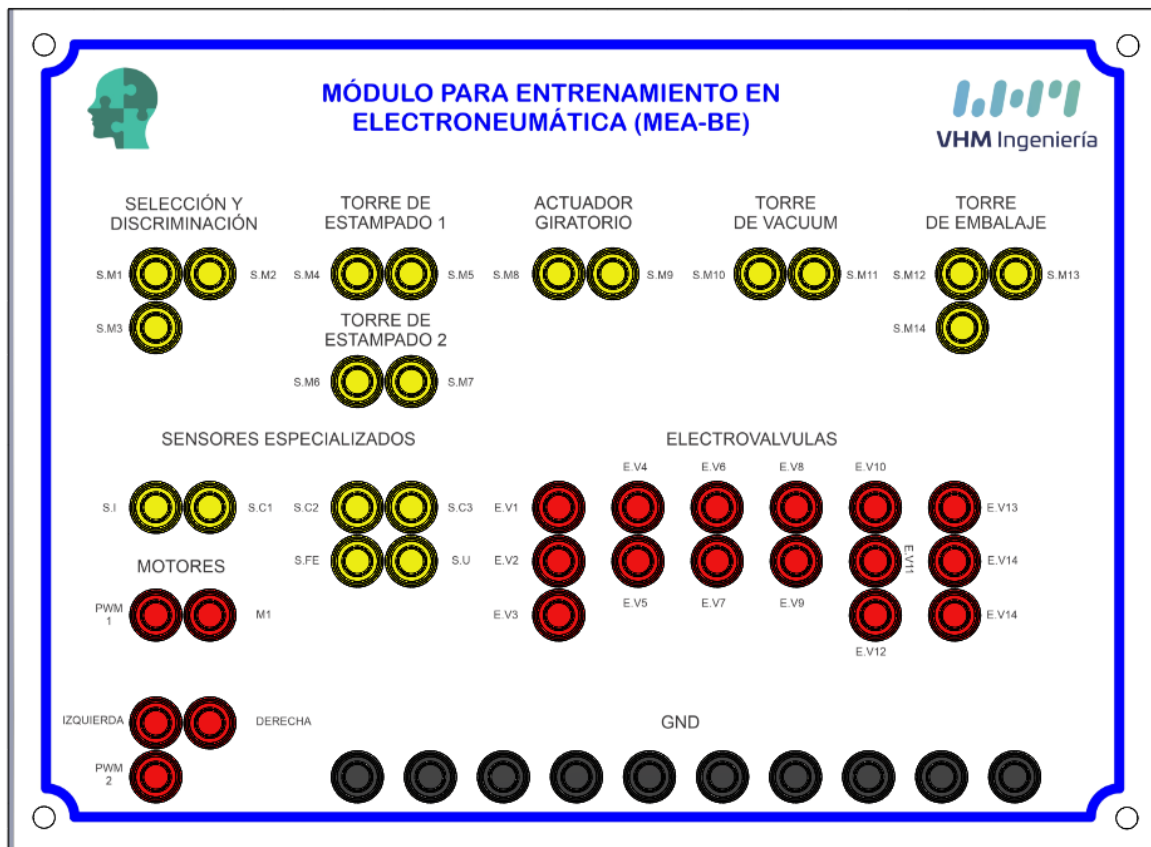 MÓDULO PARA ENTRENAMIENTO EN
ELECTRONEUMÁTICA (MEA-BE)
VHM Ingeniería
SELECCIÓN Y
DISCRIMINACIÓN
TORRE DE
ESTAMPADO 1
ACTUADOR
GIRATORIO
TORRE
DE VACUUM
TORRE
DE EMBALAJE
S.M1
S.M2
S.M4
S.M5
S.M8
S.M9
S.M10
S.M11
S.M12
S.M13
S.M3
S.M14
TORRE DE
ESTAMPADO 2
S.M6
S.M7
SENSORES ESPECIALIZADOS
S.I
S.C1
S.C2
S.C3
S.FE
S.U
ELECTROVALVULAS
E.V4
E.V6
E.V8
E.V10
E.V1
E.V13
E.V2
E.V11
E.V14
E.V5
E.V7
E.V9
E.V3
E.V14
E.V12
MOTORES
PWM
1
M1
IZQUIERDA
DERECHA
PWM
2
GND